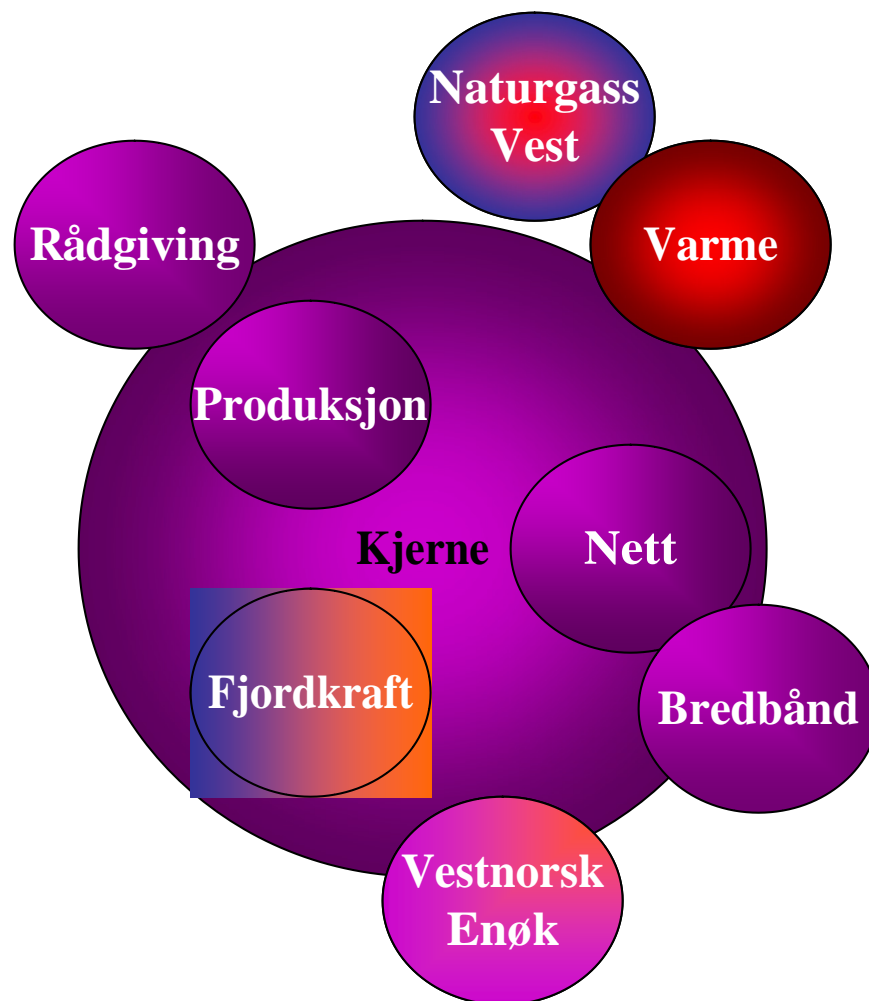 Naturgass
Vest
Rådgiving
Varme
Produksjon
Kjerne
Nett
Fjordkraft
Bredbånd
Vestnorsk
Enøk